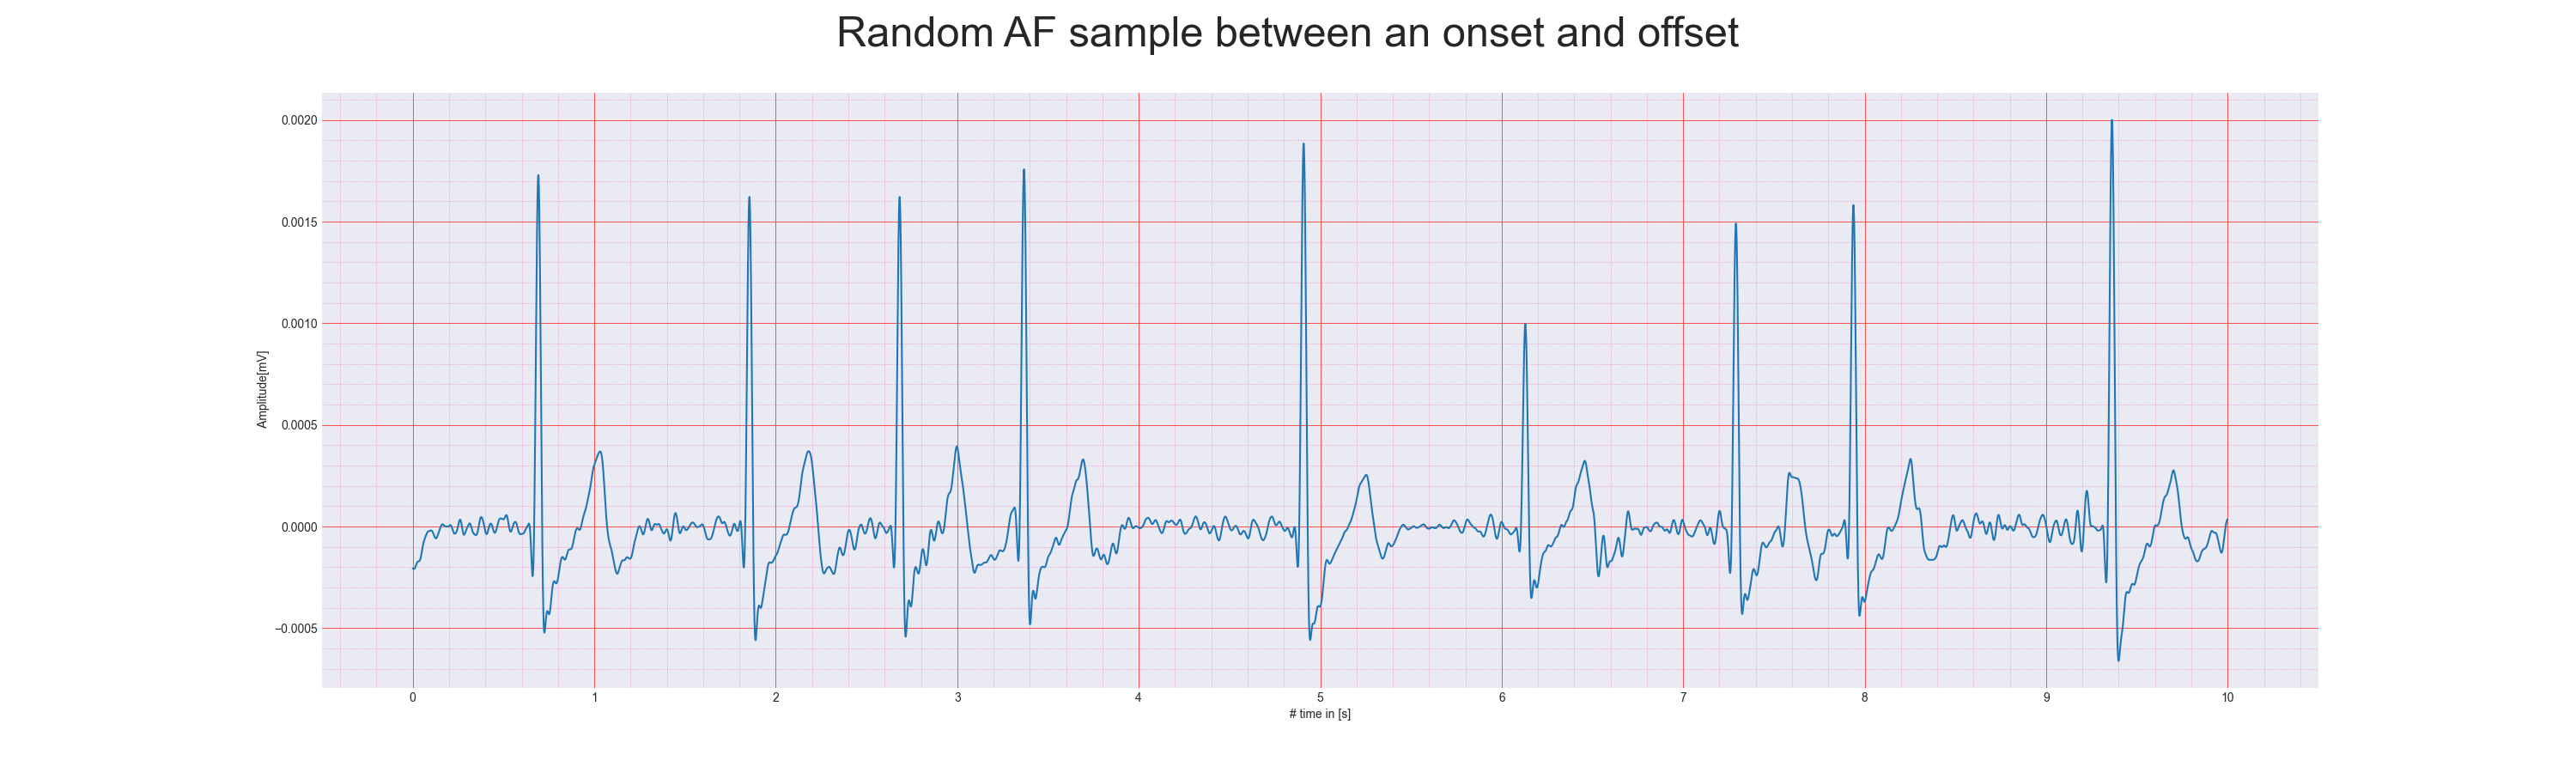 Random AF sample between an onset and offset
0.0020
0.0015
0.0010
0.0005
0.0000
−0.0005
Amplitude[mV]
0 1 2 3 4 5 6 7 8 9 10
# time in [s]